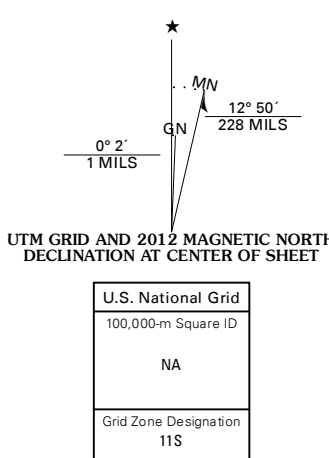 MN
12° 50´
228 MILS
GN
0° 2´
1 MILS
UTM GRID AND 2012 MAGNETIC NORTH
DECLINATION AT CENTER OF SHEET
U.S. National Grid
100,000-m Square ID
NA
Grid Zone Designation
11S